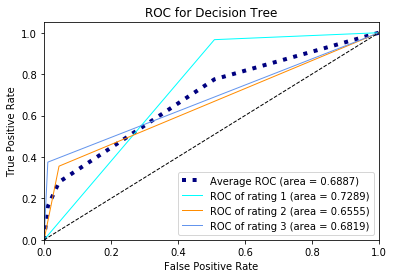 ROC for Decision Tree
True Positive Rate
1.0
0.8
0.6
0.4
0.2
0.0
Average ROC (area = 0.6887)
ROC of rating 1 (area = 0.7289)
ROC of rating 2 (area = 0.6555)
ROC of rating 3 (area = 0.6819)
0.0 0.2 0.4 0.6 0.8 1.0
False Positive Rate